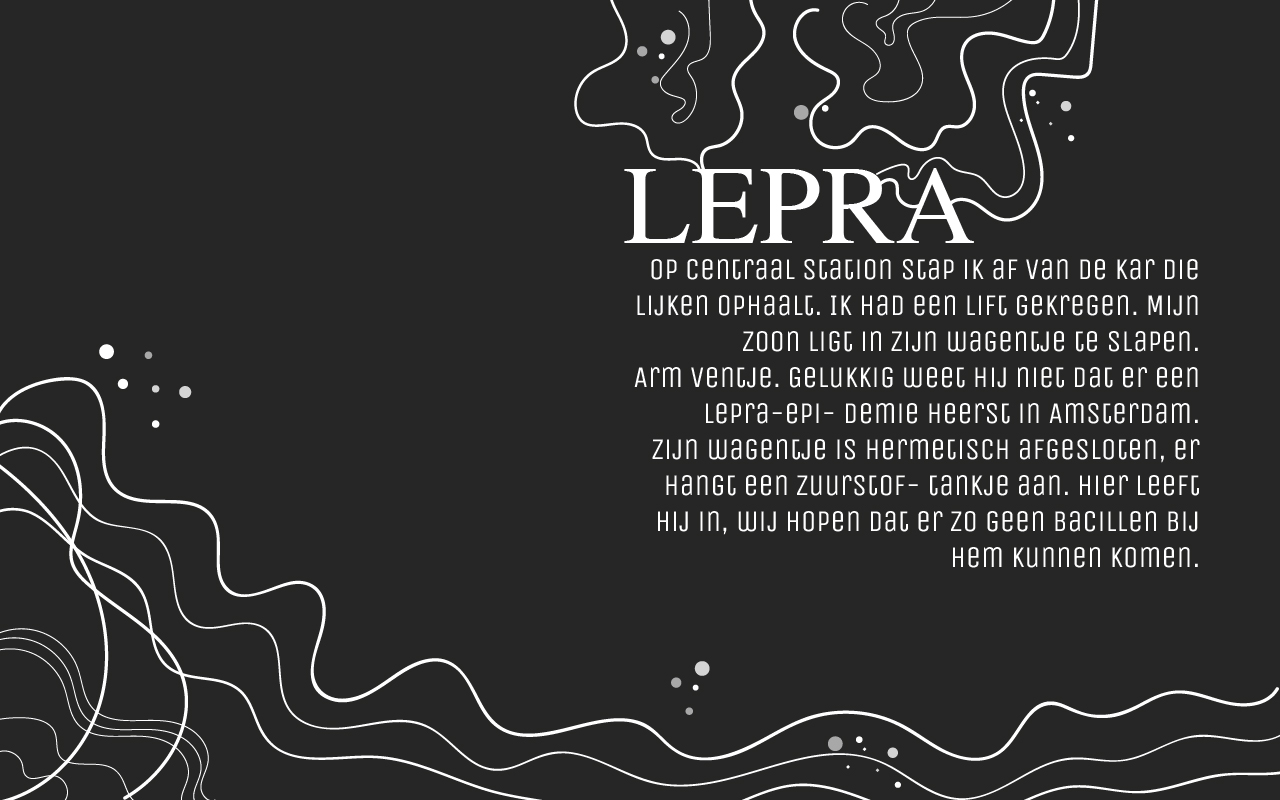 LEPRA
Op Centraal Station stap ik af van de kar die
lijken ophaalt. Ik had een lift gekregen. Mijn
zoon ligt in zijn wagentje te slapen.
Arm ventje. Gelukkig weet hij niet dat er een
lepra-epi- demie heerst in Amsterdam.
Zijn wagentje is hermetisch afgesloten, er
hangt een zuurstof- tankje aan. Hier leeft
hij in, wij hopen dat er zo geen bacillen bij
hem kunnen komen.